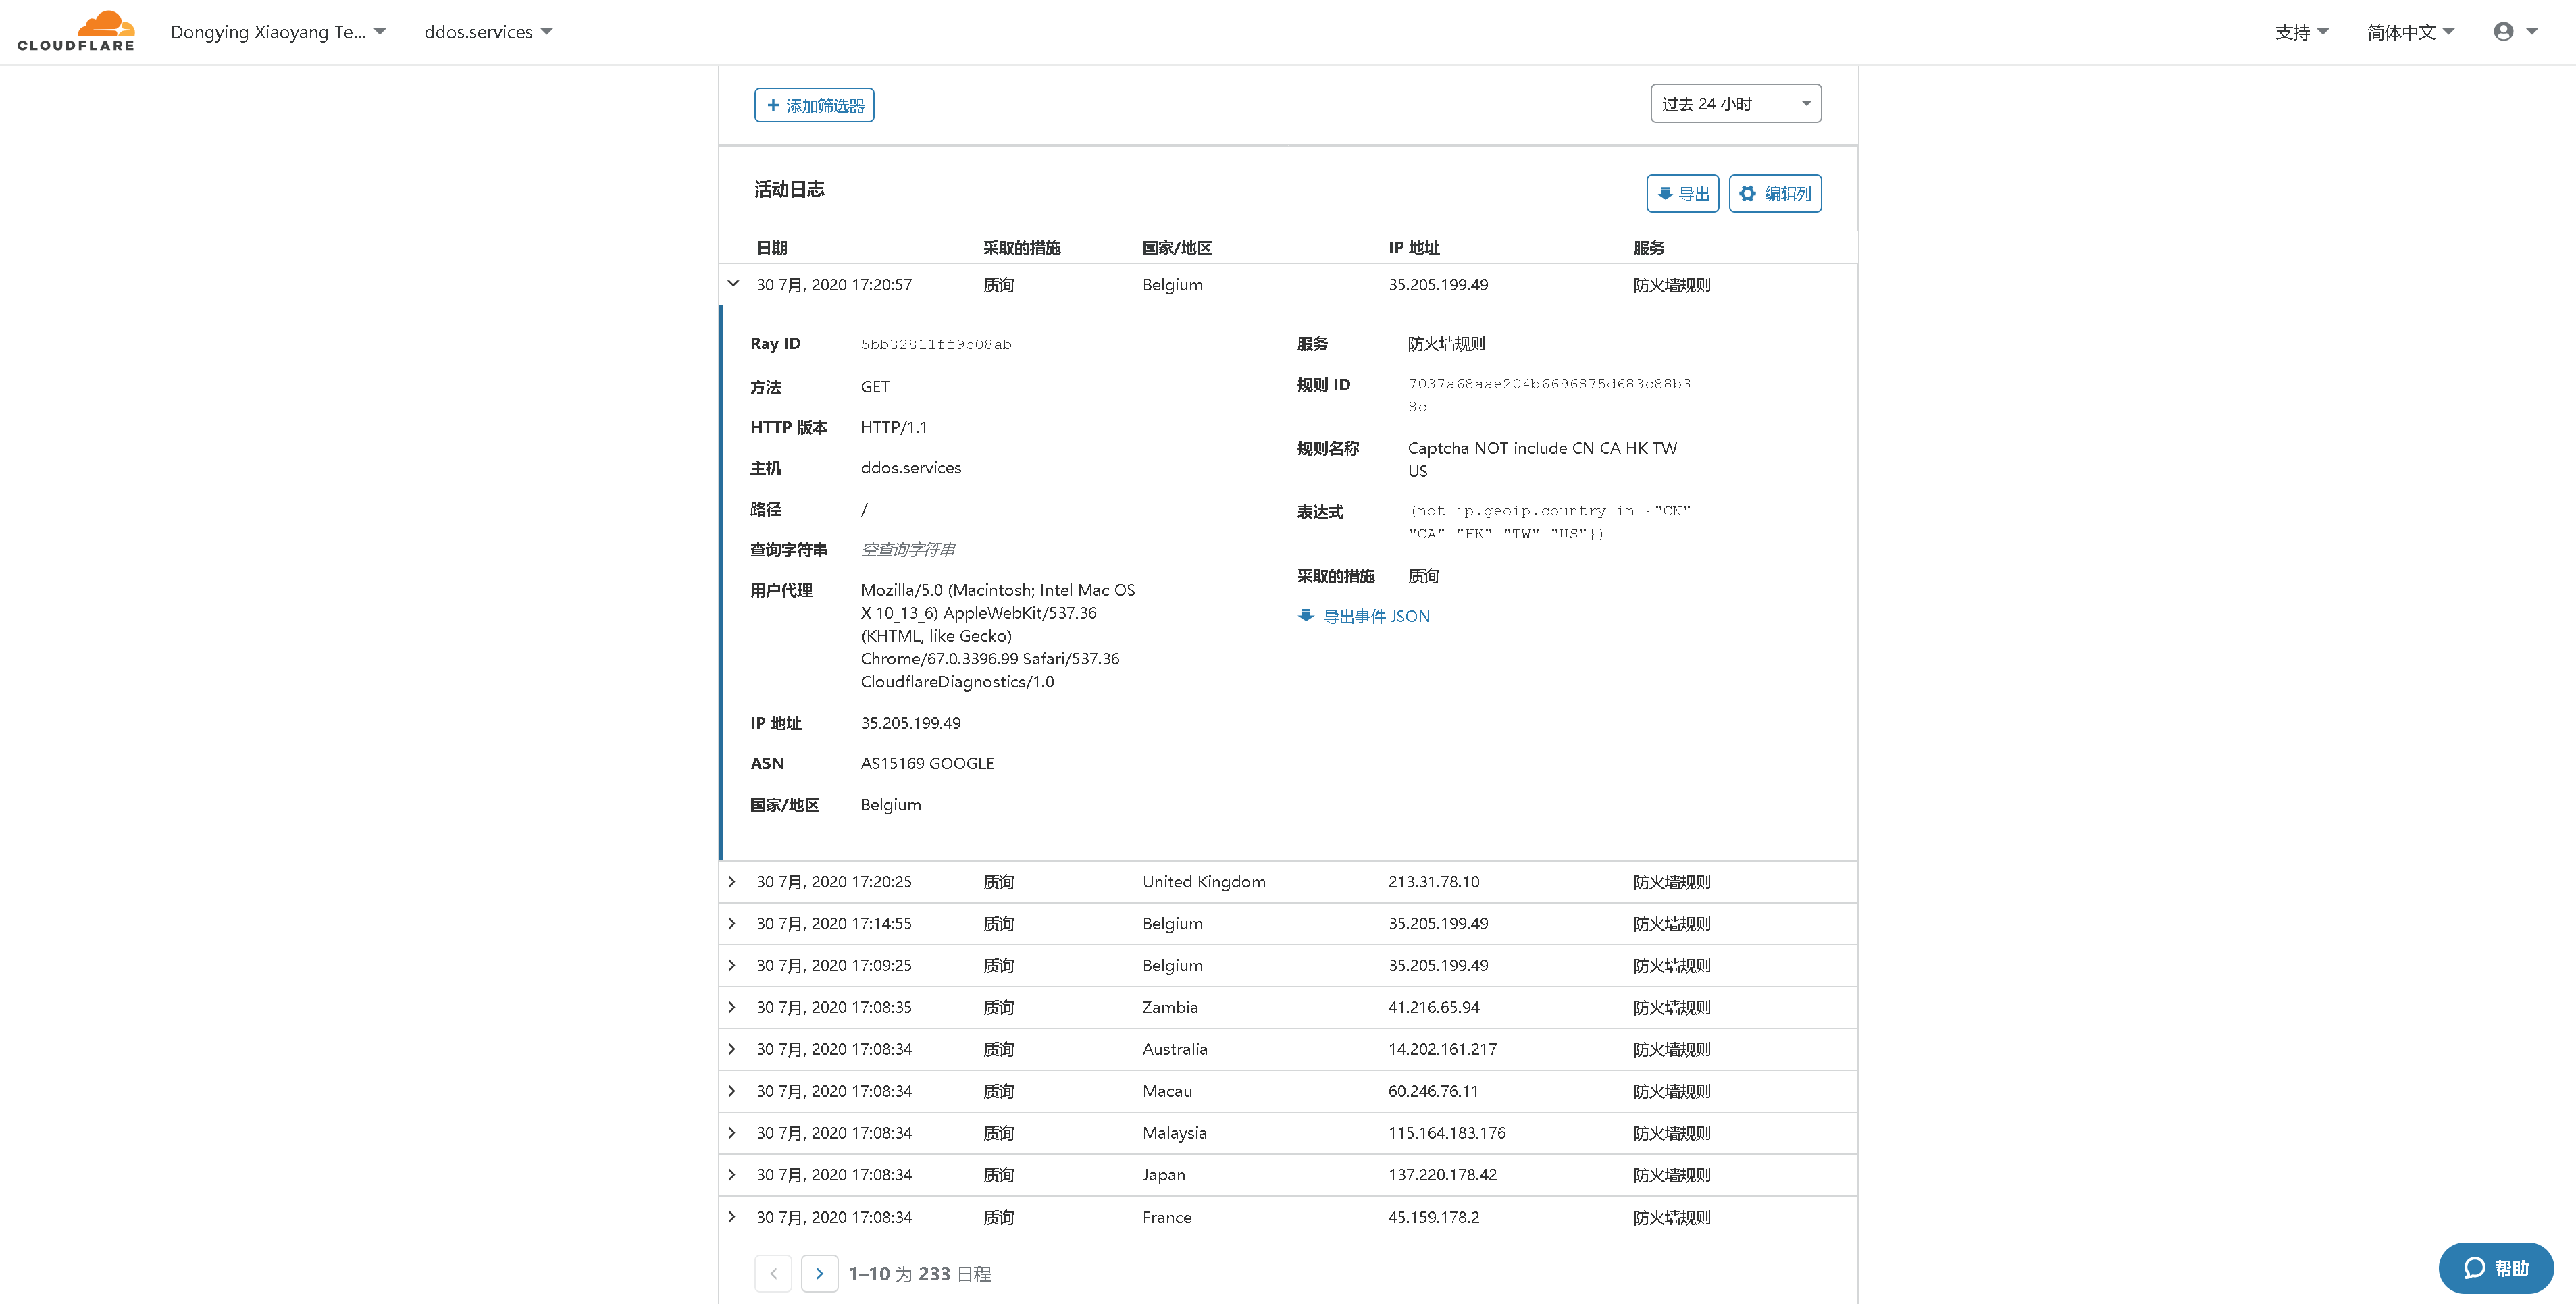 CLOUDFLARE
Dongying Xiaoyang Te... ddos.services 支持 简体中文
+ 添加筛选器 过去 24 小时
活动日志 导出 编辑列
日期 采取的措施 国家/地区 IP 地址 服务
30 7月, 2020 17:20:57 质询 Belgium 35.205.199.49 防火墙规则
Ray ID 5bb32811ff9c08ab
方法 GET
HTTP 版本 HTTP/1.1
主机 ddos.services
路径 /
查询字符串 空查询字符串
用户代理 Mozilla/5.0 (Macintosh; Intel Mac OS
X 10_13_6) AppleWebKit/537.36
(KHTML, like Gecko)
Chrome/67.0.3396.99 Safari/537.36
CloudflareDiagnostics/1.0
IP 地址 35.205.199.49
ASN AS15169 GOOGLE
国家/地区 Belgium
服务 防火墙规则
规则 ID 7037a68aae204b6696875d683c88b3
8c
规则名称 Captcha NOT include CN CA HK TW
US
表达式 (not ip.geoip.country in {"CN"
"CA" "HK" "TW" "US"})
采取的措施 质询
导出事件 JSON
30 7月, 2020 17:20:25 质询 United Kingdom 213.31.78.10 防火墙规则
30 7月, 2020 17:14:55 质询 Belgium 35.205.199.49 防火墙规则
30 7月, 2020 17:09:25 质询 Belgium 35.205.199.49 防火墙规则
30 7月, 2020 17:08:35 质询 Zambia 41.216.65.94 防火墙规则
30 7月, 2020 17:08:34 质询 Australia 14.202.161.217 防火墙规则
30 7月, 2020 17:08:34 质询 Macau 60.246.76.11 防火墙规则
30 7月, 2020 17:08:34 质询 Malaysia 115.164.183.176 防火墙规则
30 7月, 2020 17:08:34 质询 Japan 137.220.178.42 防火墙规则
30 7月, 2020 17:08:34 质询 France 45.159.178.2 防火墙规则
1–10 为 233 日程
帮助